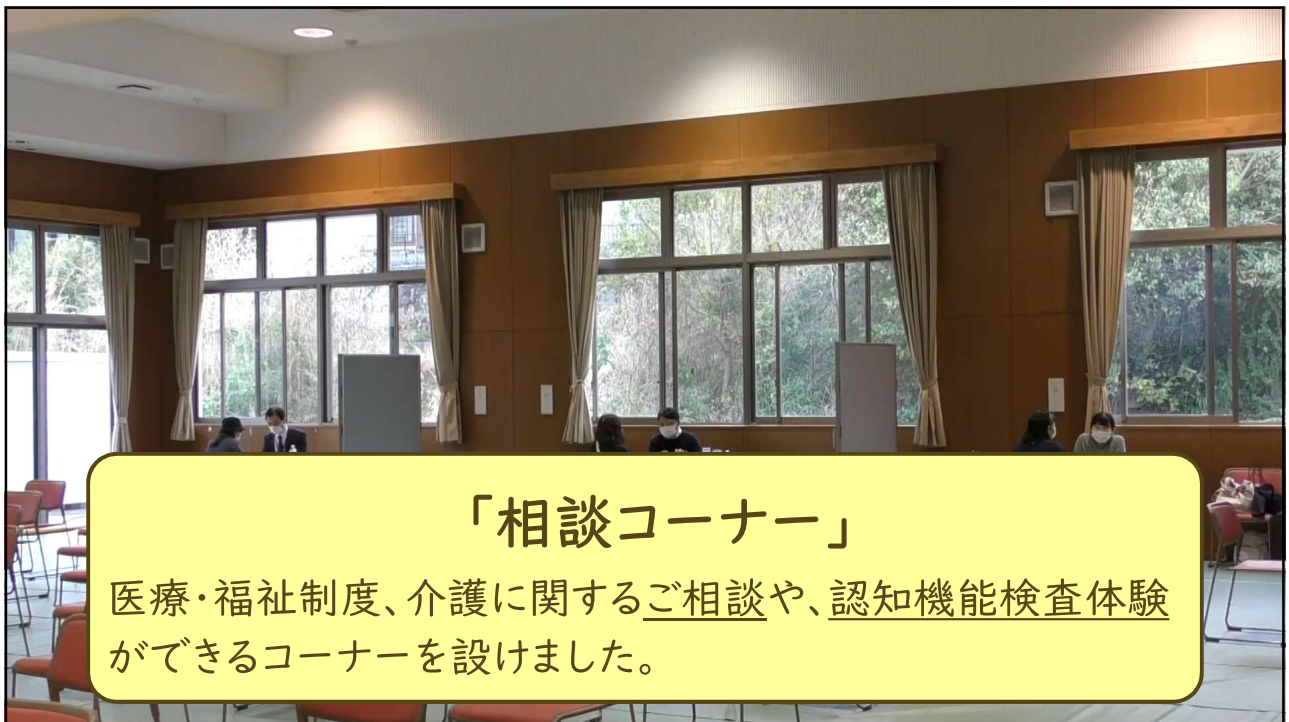 「相談コーナー」
医療・福祉制度、介護に関するご相談や、認知機能検査体験
ができるコーナーを設けました。